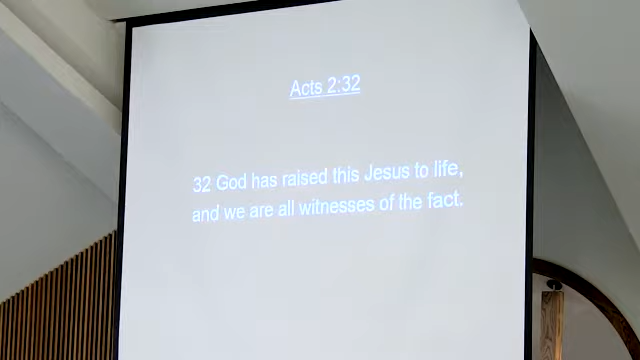 Acts 2:32
32 God has raised this Jesus to life,
and we are all witnesses of the fact.